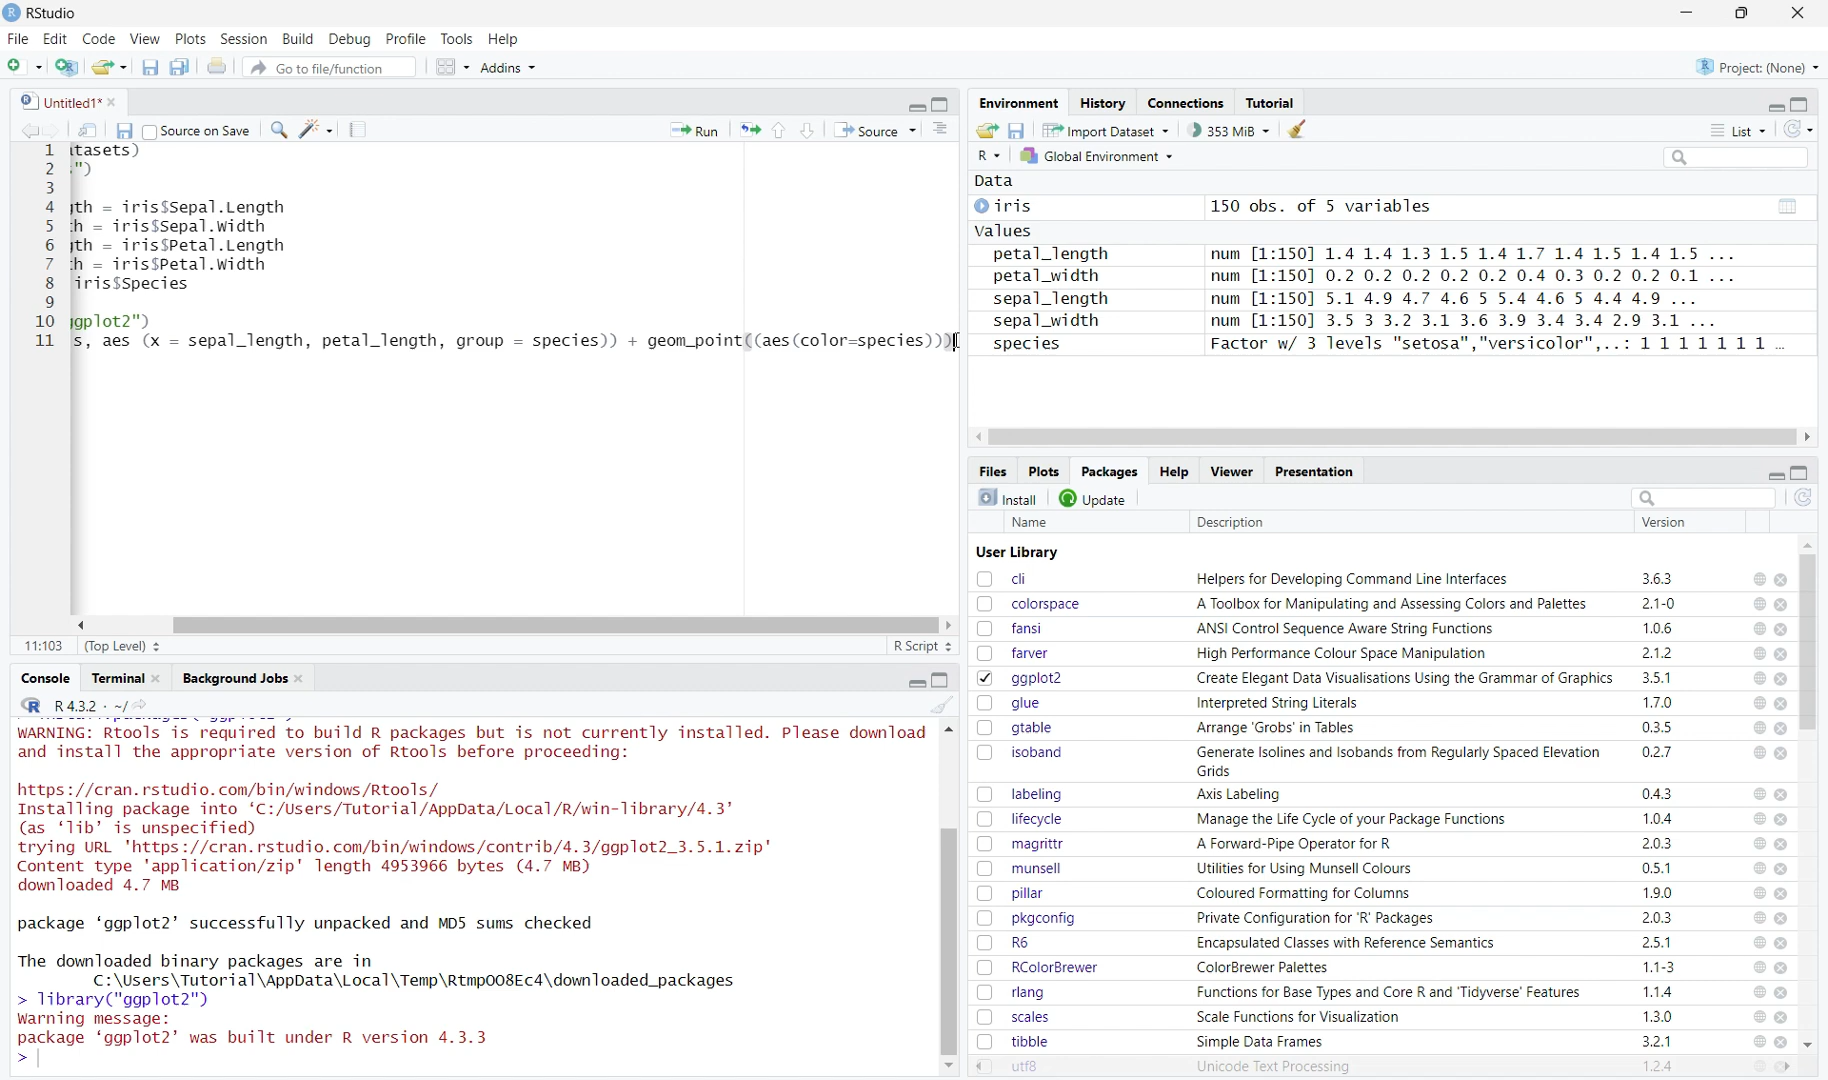 RStudio
File Edit Code View Plots Session Build Debug Profile Tools Help
Go to file/function Addins Project: (None)
Untitled1*
Source on Save Run Source
1 tasets)
2 ")
3
4 gth = iris$Sepal.Length
5 th = iris$Sepal.Width
6 gth = iris$Petal.Length
7 th = iris$Petal.Width
8 iris$Species
9
10 ggplot2")
11 s, aes (x = sepal_length, petal_length, group = species)) + geom_point((aes(color=species)))
11:103 (Top Level) R Script
Console Terminal Background Jobs
R 4.3.2 · ~/
WARNING: Rtools is required to build R packages but is not currently installed. Please download
and install the appropriate version of Rtools before proceeding:
https://cran.rstudio.com/bin/windows/Rtools/
Installing package into ‘C:/Users/Tutorial/AppData/Local/R/win-library/4.3’
(as ‘lib’ is unspecified)
trying URL 'https://cran.rstudio.com/bin/windows/contrib/4.3/ggplot2_3.5.1.zip'
Content type 'application/zip' length 4953966 bytes (4.7 MB)
downloaded 4.7 MB
package ‘ggplot2’ successfully unpacked and MD5 sums checked
The downloaded binary packages are in
C:\Users\Tutorial\AppData\Local\Temp\RtmpO08Ec4\downloaded_packages
> library("ggplot2")
Warning message:
package ‘ggplot2’ was built under R version 4.3.3
>
Environment History Connections Tutorial
Import Dataset 353 MiB List
R Global Environment
Data
iris 150 obs. of 5 variables
Values
petal_length num [1:150] 1.4 1.4 1.3 1.5 1.4 1.7 1.4 1.5 1.4 1.5 ...
petal_width num [1:150] 0.2 0.2 0.2 0.2 0.2 0.4 0.3 0.2 0.2 0.1 ...
sepal_length num [1:150] 5.1 4.9 4.7 4.6 5 5.4 4.6 5 4.4 4.9 ...
sepal_width num [1:150] 3.5 3 3.2 3.1 3.6 3.9 3.4 3.4 2.9 3.1 ...
species Factor w/ 3 levels "setosa","versicolor",..: 1 1 1 1 1 1 1 ...
Files Plots Packages Help Viewer Presentation
Install Update
Name Description Version
User Library
cli Helpers for Developing Command Line Interfaces 3.6.3
colorspace A Toolbox for Manipulating and Assessing Colors and Palettes 2.1-0
fansi ANSI Control Sequence Aware String Functions 1.0.6
farver High Performance Colour Space Manipulation 2.1.2
ggplot2 Create Elegant Data Visualisations Using the Grammar of Graphics 3.5.1
glue Interpreted String Literals 1.7.0
gtable Arrange 'Grobs' in Tables 0.3.5
isoband Generate Isolines and Isobands from Regularly Spaced Elevation 0.2.7
Grids
labeling Axis Labeling 0.4.3
lifecycle Manage the Life Cycle of your Package Functions 1.0.4
magrittr A Forward-Pipe Operator for R 2.0.3
munsell Utilities for Using Munsell Colours 0.5.1
pillar Coloured Formatting for Columns 1.9.0
pkgconfig Private Configuration for 'R' Packages 2.0.3
R6 Encapsulated Classes with Reference Semantics 2.5.1
RColorBrewer ColorBrewer Palettes 1.1-3
rlang Functions for Base Types and Core R and 'Tidyverse' Features 1.1.4
scales Scale Functions for Visualization 1.3.0
tibble Simple Data Frames 3.2.1
utf8 Unicode Text Processing 1.2.4